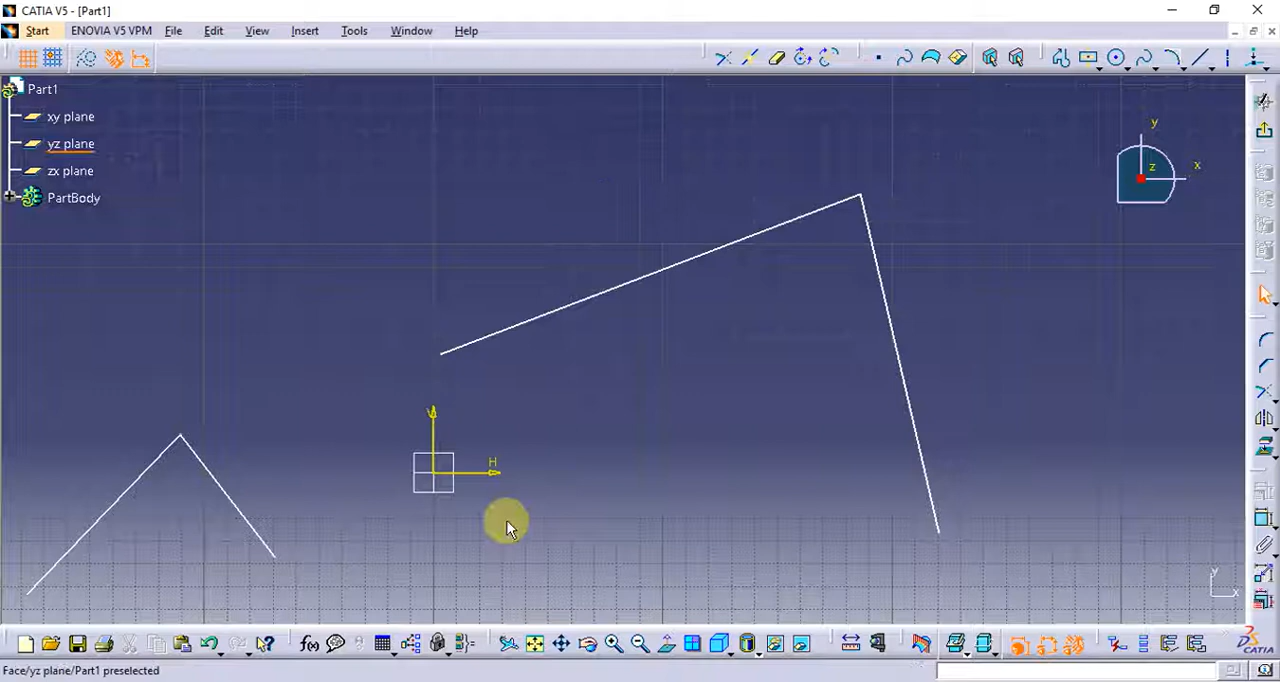 CATIA V5 - [Part1]
Start ENOVIA V5 VPM File Edit View Insert Tools Window Help
Part1
xy plane
yz plane
zx plane
PartBody
y
x
z
V
H
y
x
f(x)
CATIA
Face/yz plane/Part1 preselected